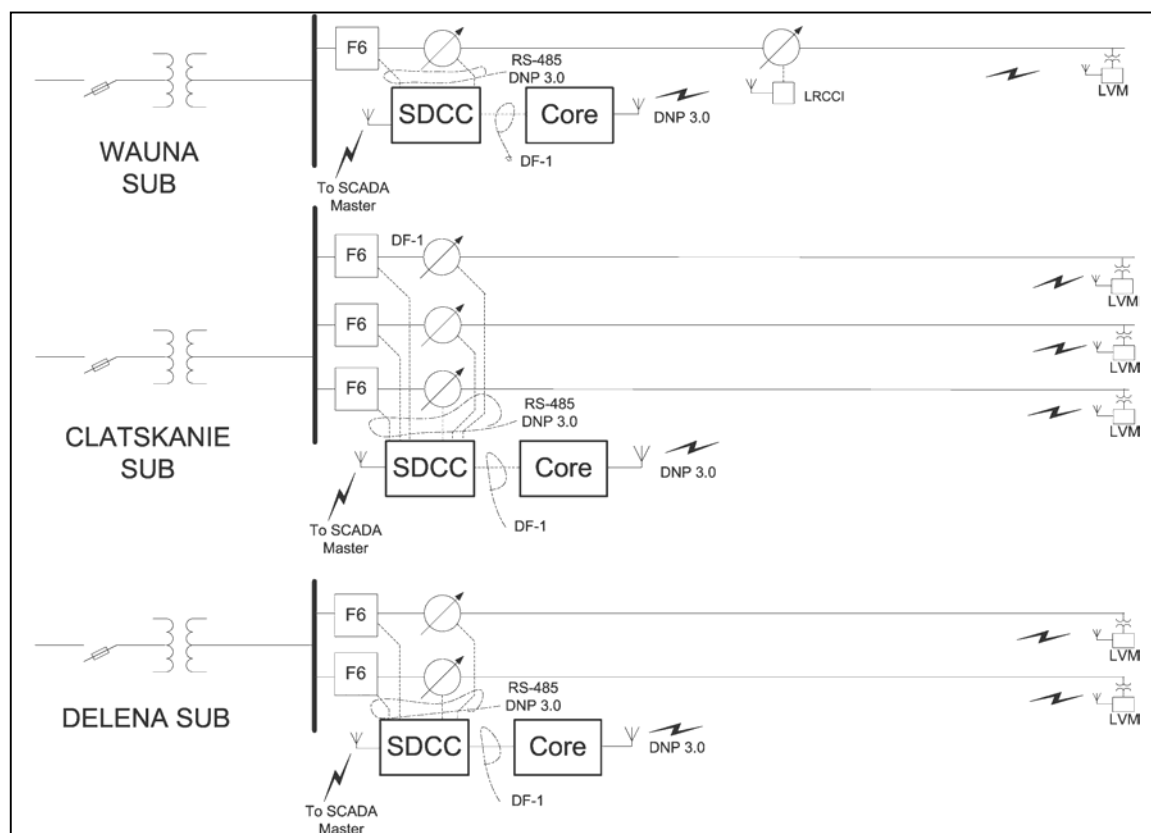 F6
RS-485
DNP 3.0
LRCCI
LVM
SDCC
Core
DNP 3.0
DF-1
WAUNA
SUB
To SCADA
Master
F6
DF-1
LVM
F6
LVM
F6
LVM
RS-485
DNP 3.0
CLATSKANIE
SUB
SDCC
Core
DNP 3.0
DF-1
To SCADA
Master
F6
LVM
F6
LVM
RS-485
DNP 3.0
DELENA SUB
SDCC
Core
DNP 3.0
DF-1
To SCADA
Master